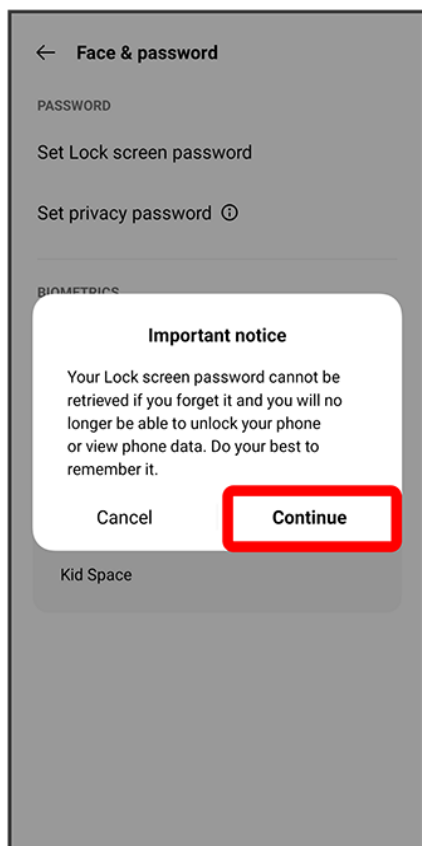 Face & password
PASSWORD
Set Lock screen password
Set privacy password
BIOMETRICS
Important notice
Your Lock screen password cannot be
retrieved if you forget it and you will no
longer be able to unlock your phone
or view phone data. Do your best to
remember it.
Cancel Continue
Kid Space